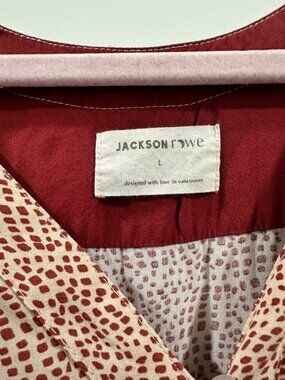 JACKSON rowe
L
designed with love in vancouver